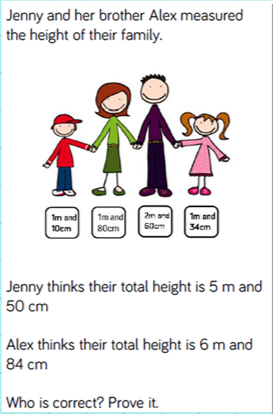 Jenny and her brother Alex measured
the height of their family.
1m and
10cm
1m and
80cm
2m and
60cm
1m and
34cm
Jenny thinks their total height is 5 m and
50 cm
Alex thinks their total height is 6 m and
84 cm
Who is correct? Prove it.